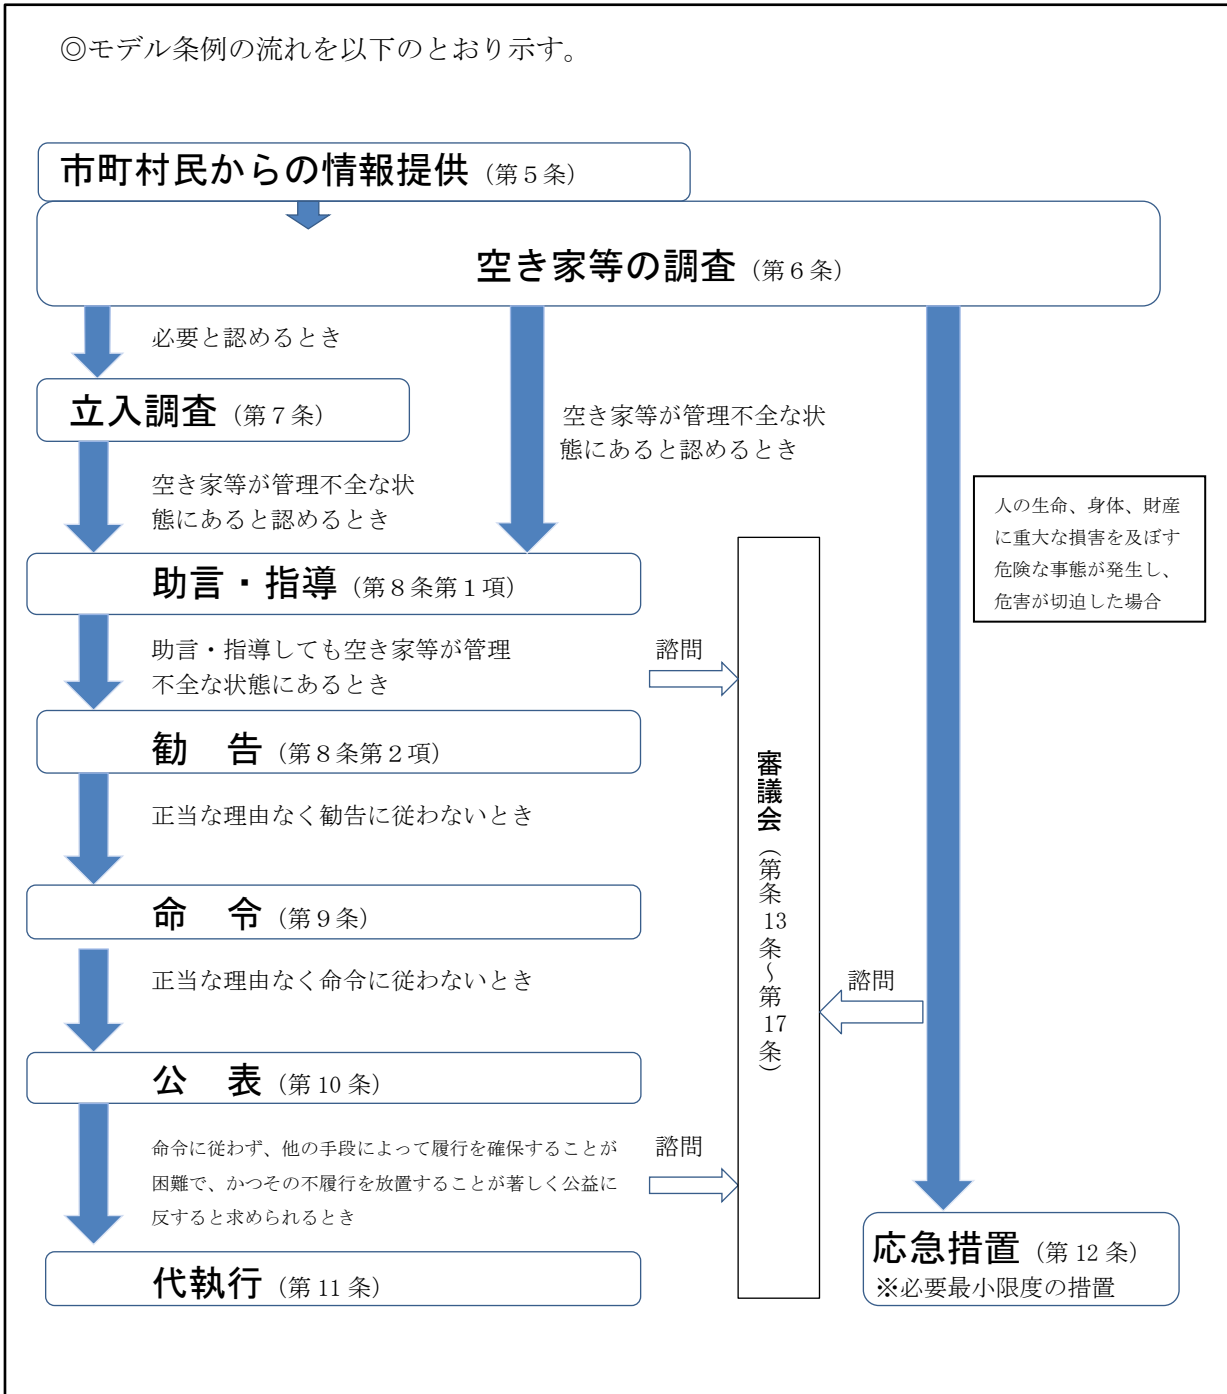 ◎モデル条例の流れを以下のとおり示す。
市町村民からの情報提供（第５条）
空き家等の調査（第６条）
必要と認めるとき
立入調査（第７条）
空き家等が管理不全な状
態にあると認めるとき
空き家等が管理不全な状
態にあると認めるとき
人の生命、身体、財産
に重大な損害を及ぼす
危険な事態が発生し、
危害が切迫した場合
助言・指導（第８条第１項）
助言・指導しても空き家等が管理
不全な状態にあるとき
諮問
勧　告（第８条第２項）
正当な理由なく勧告に従わないとき
審議会（第条13条～第17条）
命　令（第９条）
正当な理由なく命令に従わないとき
諮問
公　表（第 10 条）
命令に従わず、他の手段によって履行を確保することが
困難で、かつその不履行を放置することが著しく公益に
反すると求められるとき
諮問
代執行（第 11 条）
応急措置（第 12 条）
※必要最小限度の措置